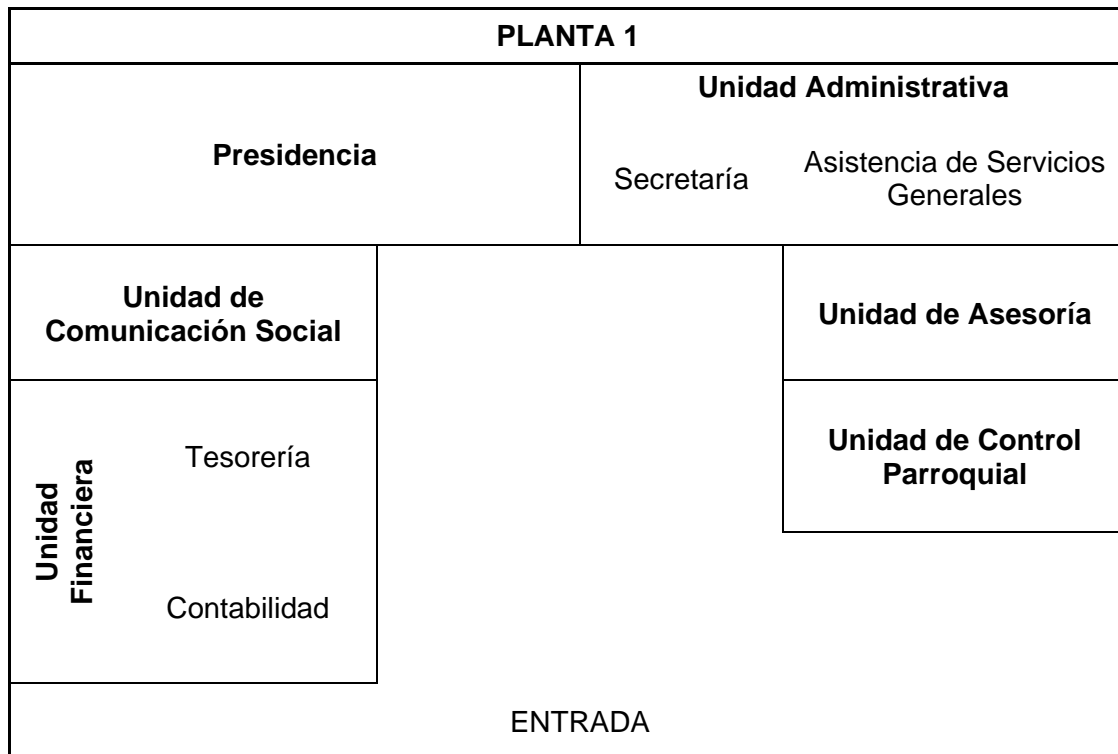 PLANTA 1
Presidencia
Unidad Administrativa
Secretaría
Asistencia de Servicios
Generales
Unidad de
Comunicación Social
Unidad de Asesoría
Unidad
Financiera
Tesorería
Contabilidad
Unidad de Control
Parroquial
ENTRADA